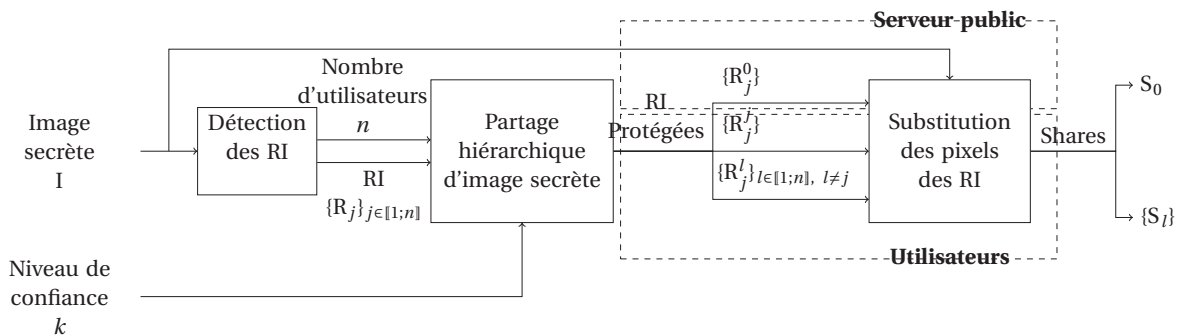 Serveur public
Image
secrète
I
Détection
des RI
Nombre
d'utilisateurs
n
RI
{R_j}_{j∈⟦1;n⟧}
Niveau de
confiance
k
Partage
hiérarchique
d'image secrète
RI
Protégées
{R_j^0}
{R_j^j}
{R_j^l}_{l∈⟦1;n⟧, l≠j}
Substitution
des pixels
des RI
Utilisateurs
Shares
S_0
{S_l}